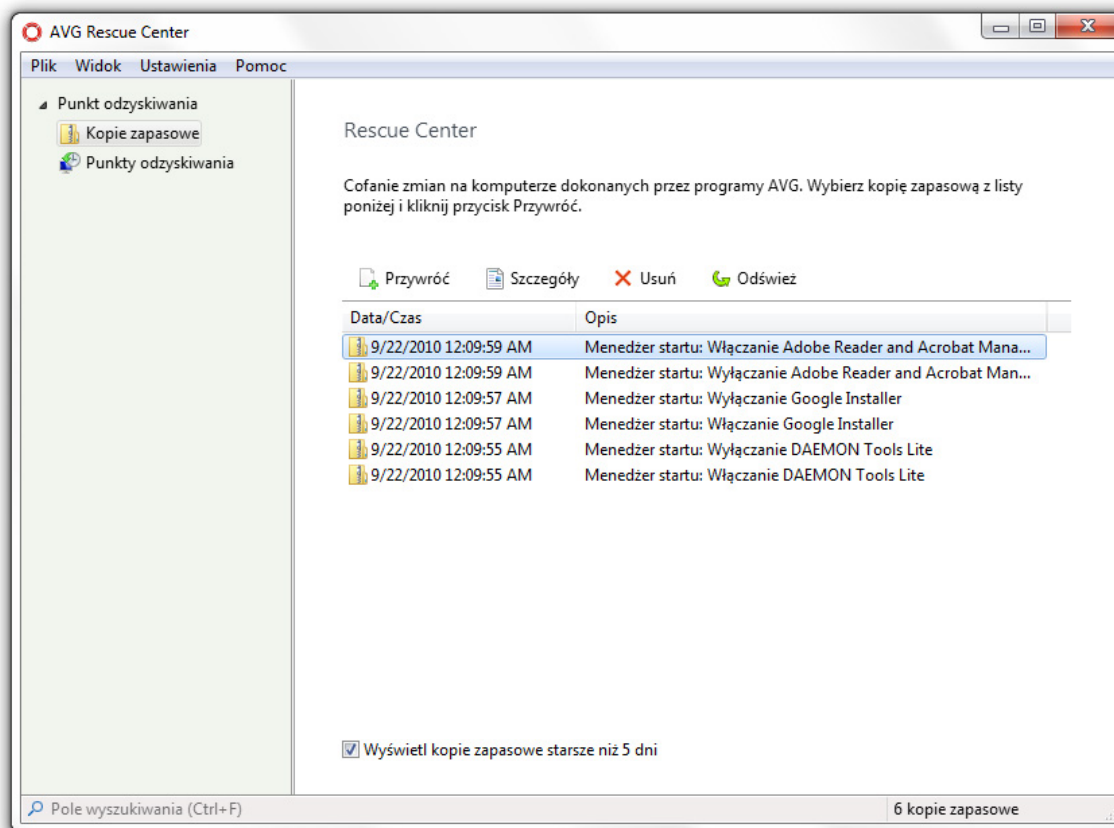 AVG Rescue Center
Plik Widok Ustawienia Pomoc
Punkt odzyskiwania
Kopie zapasowe
Punkty odzyskiwania
Rescue Center
Cofanie zmian na komputerze dokonanych przez programy AVG. Wybierz kopię zapasową z listy
poniżej i kliknij przycisk Przywróć.
Przywróć Szczegóły Usuń Odśwież
Data/Czas Opis
9/22/2010 12:09:59 AM Menedżer startu: Włączanie Adobe Reader and Acrobat Mana...
9/22/2010 12:09:59 AM Menedżer startu: Wyłączanie Adobe Reader and Acrobat Man...
9/22/2010 12:09:57 AM Menedżer startu: Wyłączanie Google Installer
9/22/2010 12:09:57 AM Menedżer startu: Włączanie Google Installer
9/22/2010 12:09:55 AM Menedżer startu: Wyłączanie DAEMON Tools Lite
9/22/2010 12:09:55 AM Menedżer startu: Włączanie DAEMON Tools Lite
Wyświetl kopie zapasowe starsze niż 5 dni
Pole wyszukiwania (Ctrl+F) 6 kopie zapasowe